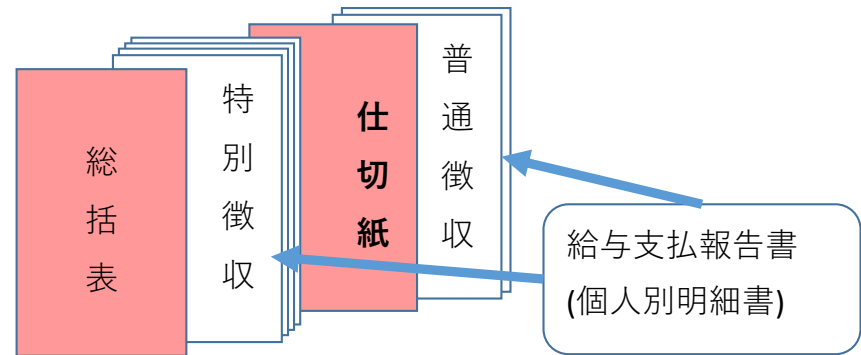 総括表
特別徴収
仕切紙
普通徴収
給与支払報告書
(個人別明細書)